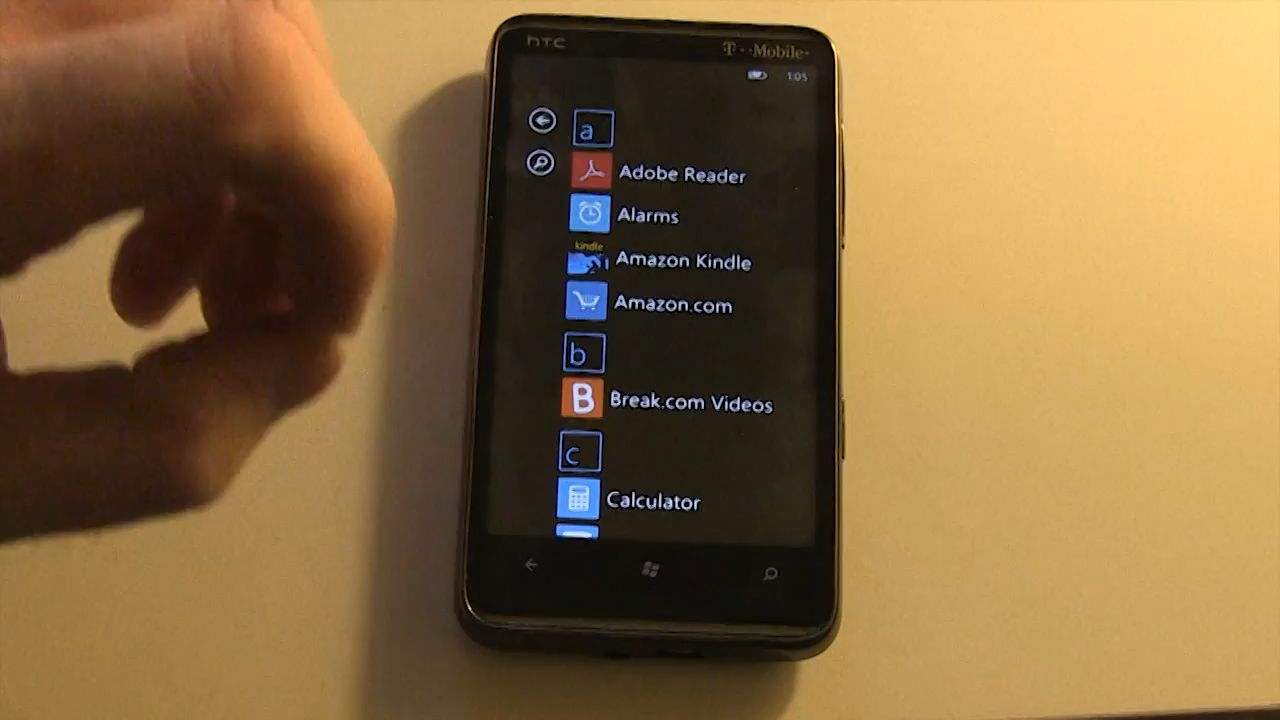 hTC
T··Mobile·
1:05
a
Adobe Reader
Alarms
kindle
Amazon Kindle
Amazon.com
b
B
Break.com Videos
c
Calculator